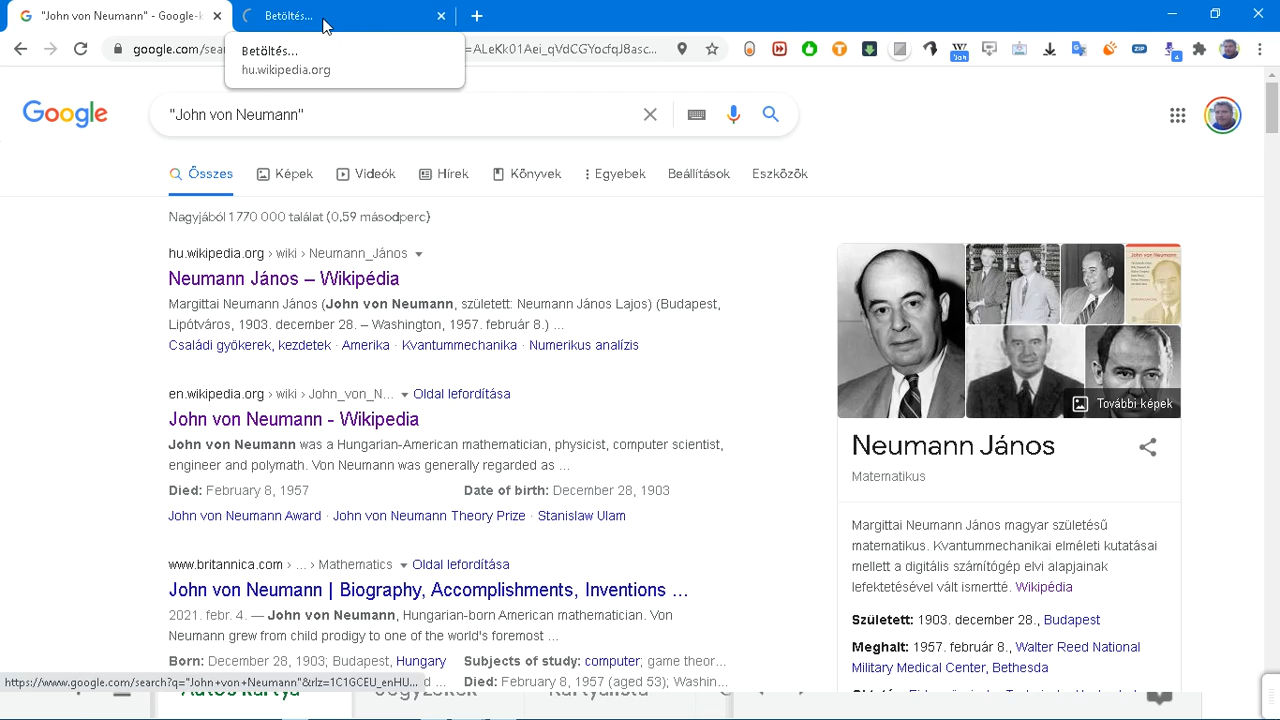 "John von Neumann" - Google-k
Betöltés...
Betöltés...
hu.wikipedia.org
google.com/sear
=ALeKk01Aei_qVdCGYocfqJ8asc...
Google
"John von Neumann"
Összes
Képek
Videók
Hírek
Könyvek
Egyebek
Beállítások
Eszközök
Nagyjából 1 770 000 találat (0,59 másodperc)
hu.wikipedia.org › wiki › Neumann_János
Neumann János – Wikipédia
Margittai Neumann János (John von Neumann, született: Neumann János Lajos) (Budapest,
Lipótváros, 1903. december 28. – Washington, 1957. február 8.) ...
Családi gyökerek, kezdetek · Amerika · Kvantummechanika · Numerikus analízis
en.wikipedia.org › wiki › John_von_N... Oldal lefordítása
John von Neumann - Wikipedia
John von Neumann was a Hungarian-American mathematician, physicist, computer scientist,
engineer and polymath. Von Neumann was generally regarded as ...
Died: February 8, 1957 Date of birth: December 28, 1903
John von Neumann Award · John von Neumann Theory Prize · Stanislaw Ulam
www.britannica.com › ... › Mathematics Oldal lefordítása
John von Neumann | Biography, Accomplishments, Inventions ...
2021. febr. 4. — John von Neumann, Hungarian-born American mathematician. Von
Neumann grew from child prodigy to one of the world's foremost ...
Born: December 28, 1903; Budapest, Hungary Subjects of study: computer; game theor...
Died: February 8, 1957 (aged 53); Washin...
https://www.google.com/search?q="John+von+Neumann"&rlz=1C1GCEU_enHU...
John von Neumann
További képek
Neumann János
Matematikus
Margittai Neumann János magyar születésű
matematikus. Kvantummechanikai elméleti kutatásai
mellett a digitális számítógép elvi alapjainak
lefektetésével vált ismertté. Wikipédia
Született: 1903. december 28., Budapest
Meghalt: 1957. február 8., Walter Reed National
Military Medical Center, Bethesda